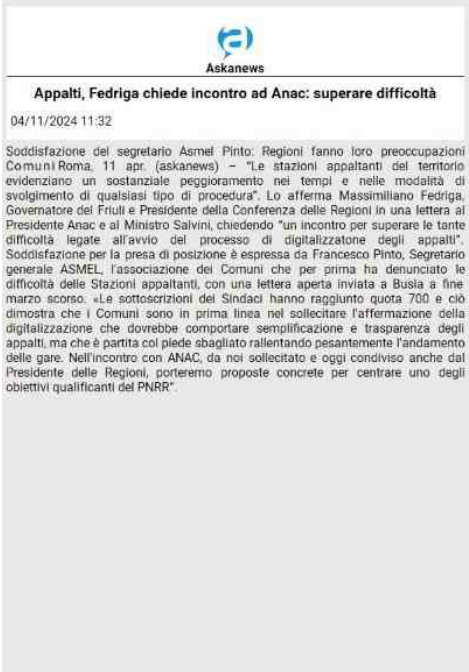 Askanews
Appalti, Fedriga chiede incontro ad Anac: superare difficoltà
04/11/2024 11:32
Soddisfazione del segretario Asmel Pinto: Regioni fanno loro preoccupazioni
Comuni Roma, 11 apr. (askanews) – "Le stazioni appaltanti del territorio
evidenziano un sostanziale peggioramento nei tempi e nelle modalità di
svolgimento di qualsiasi tipo di procedura". Lo afferma Massimiliano Fedriga,
Governatore del Friuli e Presidente della Conferenza delle Regioni in una lettera al
Presidente Anac e al Ministro Salvini, chiedendo "un incontro per superare le tante
difficoltà legate all'avvio del processo di digitalizzatone degli appalti".
Soddisfazione per la presa di posizione è espressa da Francesco Pinto, Segretario
generale ASMEL, l'associazione dei Comuni che per prima ha denunciato le
difficoltà delle Stazioni appaltanti, con una lettera aperta inviata a Busia a fine
marzo scorso. «Le sottoscrizioni dei Sindaci hanno raggiunto quota 700 e ciò
dimostra che i Comuni sono in prima linea nel sollecitare l'affermazione della
digitalizzazione che dovrebbe comportare semplificazione e trasparenza degli
appalti, ma che è partita col piede sbagliato rallentando pesantemente l'andamento
delle gare. Nell'incontro con ANAC, da noi sollecitato e oggi condiviso anche dal
Presidente delle Regioni, porteremo proposte concrete per centrare uno degli
obiettivi qualificanti del PNRR".